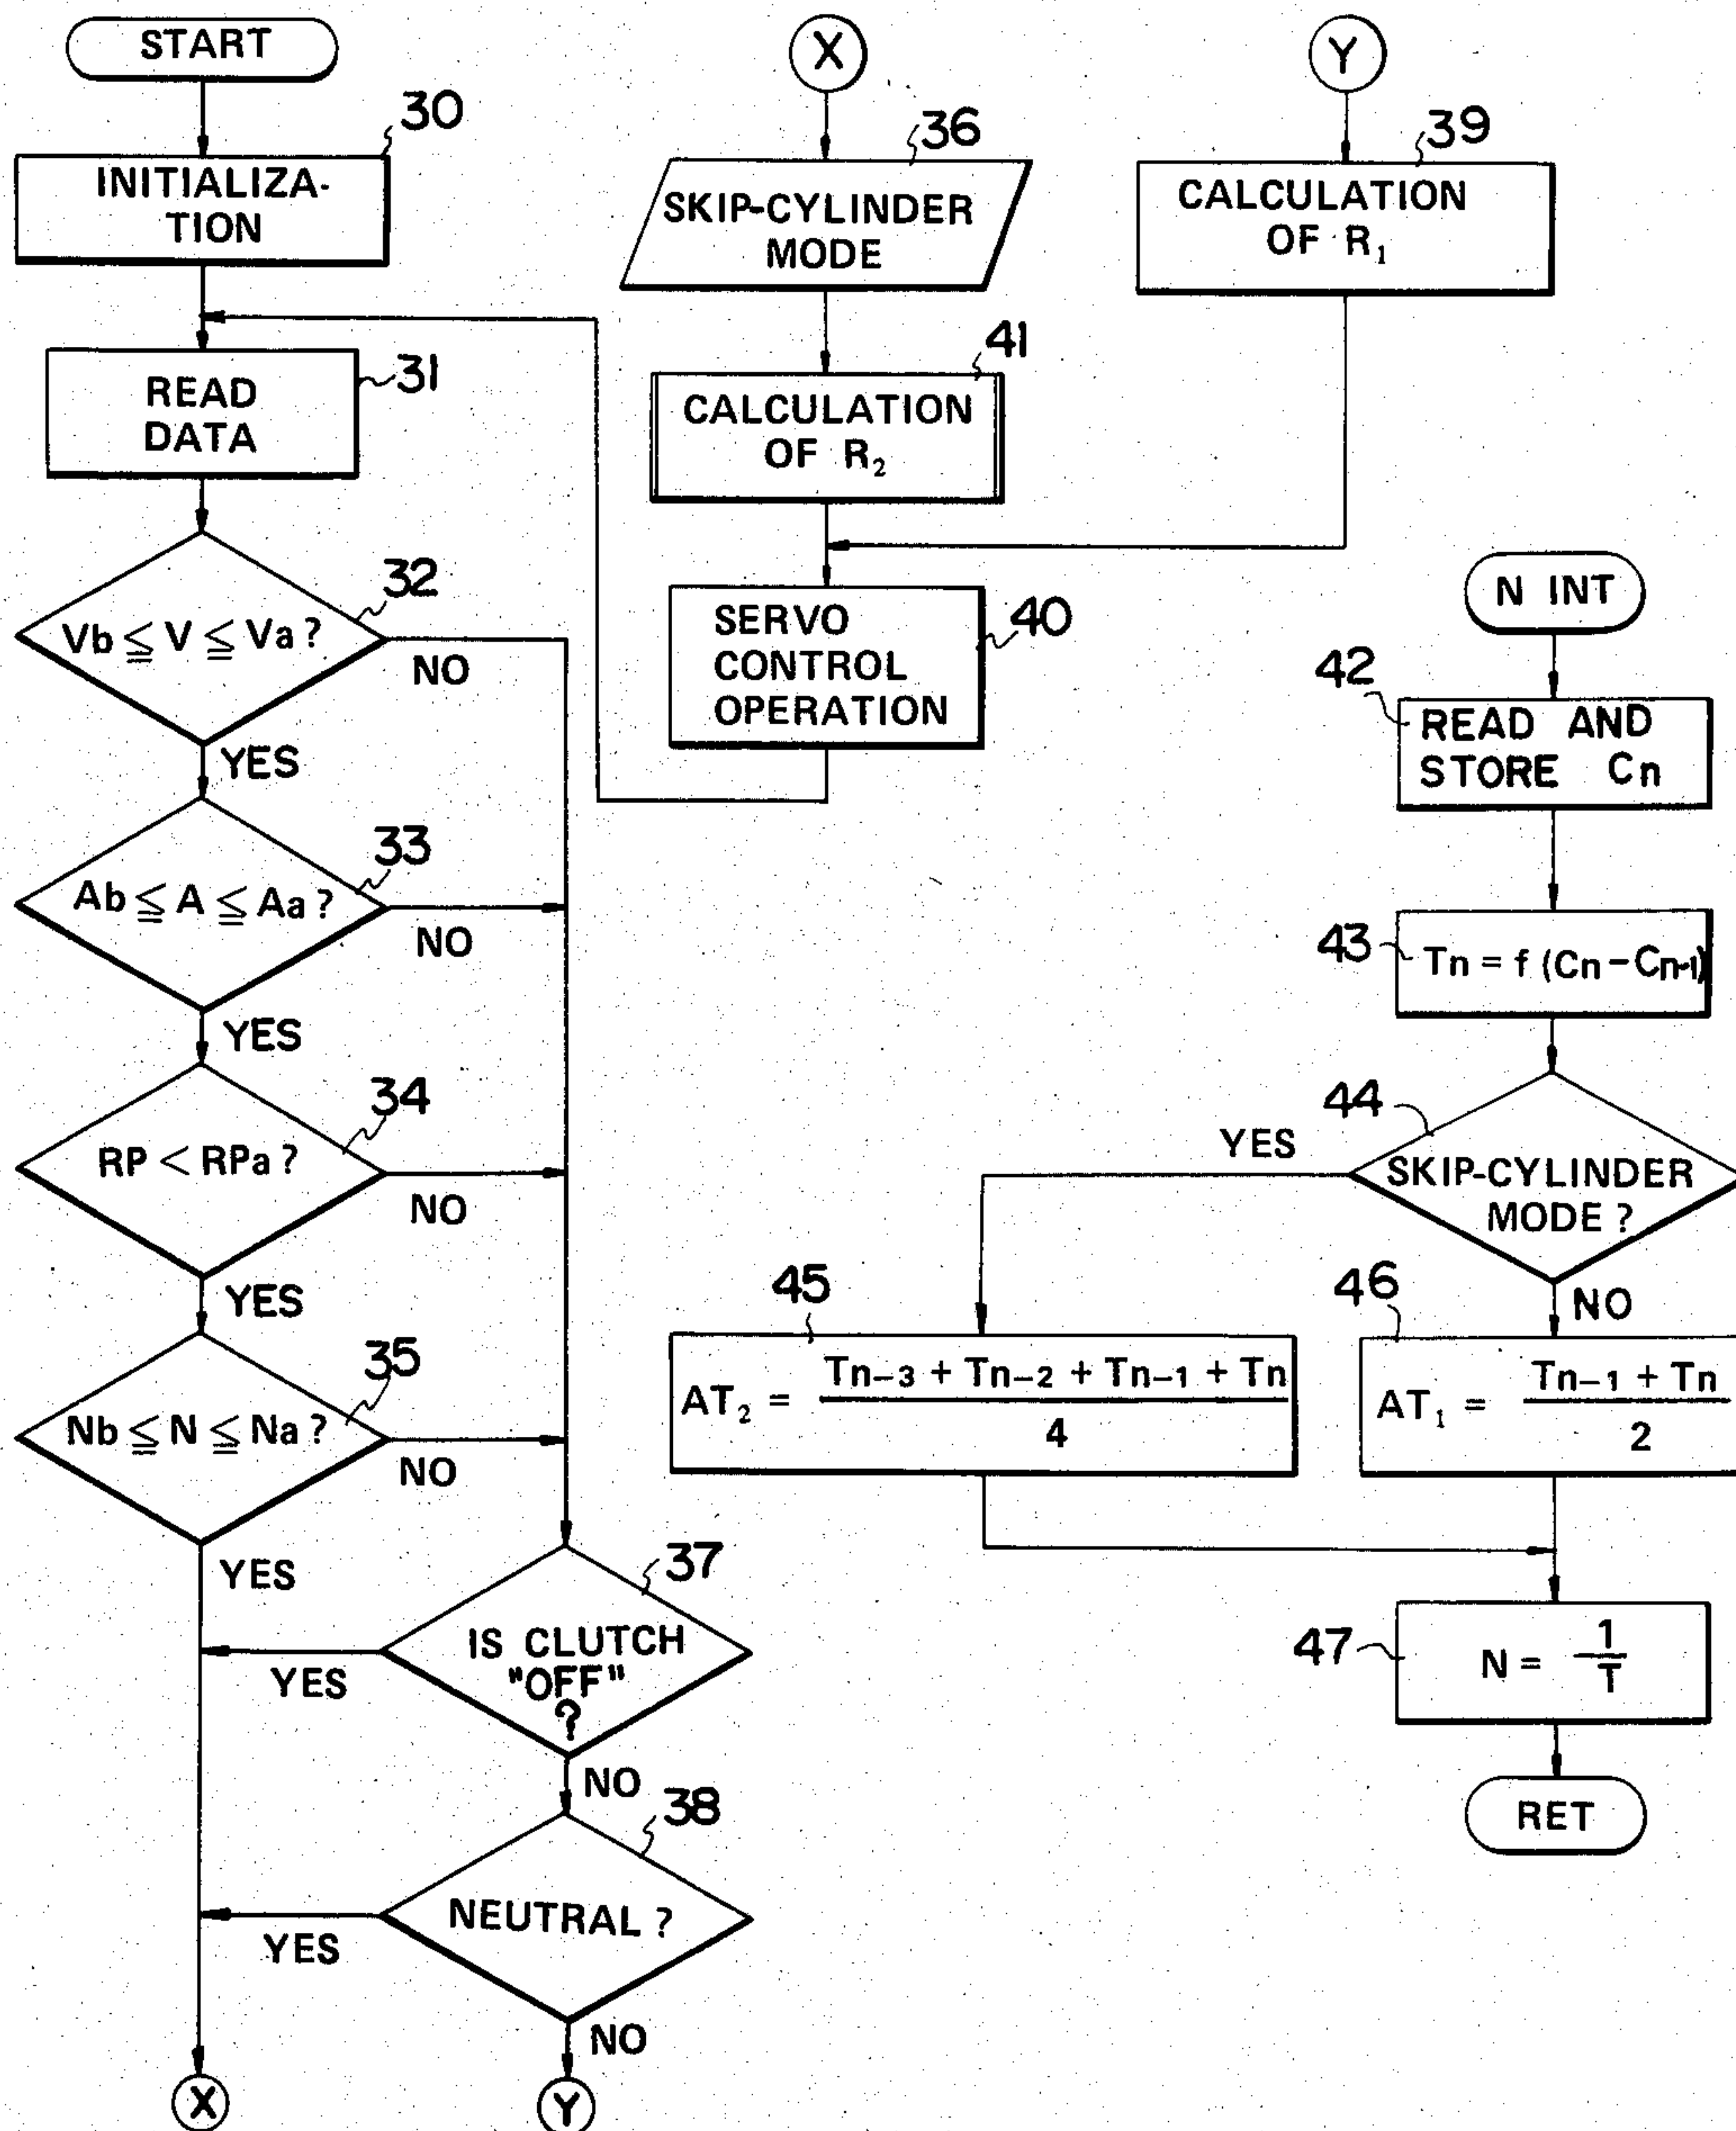 START
30
INITIALIZA-
TION
31
READ
DATA
32
Vb ≦ V ≦ Va ?
NO
YES
33
Ab ≦ A ≦ Aa ?
NO
YES
34
RP < RPa ?
NO
YES
35
Nb ≦ N ≦ Na ?
NO
YES
37
IS CLUTCH
"OFF"
?
YES
NO
38
NEUTRAL ?
YES
NO
X
Y
X
36
SKIP-CYLINDER
MODE
41
CALCULATION
OF R₂
40
SERVO
CONTROL
OPERATION
Y
39
CALCULATION
OF R₁
N INT
42
READ AND
STORE Cn
43
Tn = f (Cn − Cn-1)
44
SKIP-CYLINDER
MODE ?
YES
NO
45
AT₂ = Tn−3 + Tn−2 + Tn−1 + Tn
4
46
AT₁ = Tn−1 + Tn
2
47
N = 1
T
RET